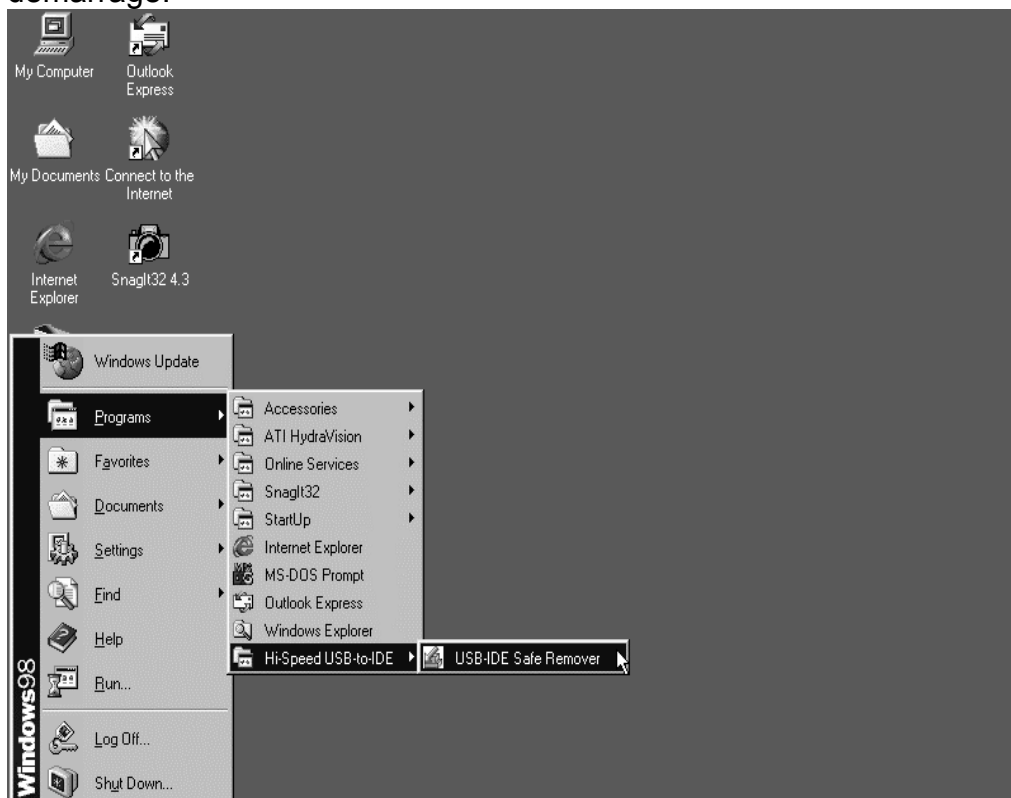 démarrage.
My Computer
Outlook
Express
My Documents
Connect to the
Internet
Internet
Explorer
SnagIt32 4.3
Windows Update
Programs
Favorites
Documents
Settings
Find
Help
Run...
Log Off...
Shut Down...
Windows98
Accessories
ATI HydraVision
Online Services
SnagIt32
StartUp
Internet Explorer
MS-DOS Prompt
Outlook Express
Windows Explorer
Hi-Speed USB-to-IDE
USB-IDE Safe Remover